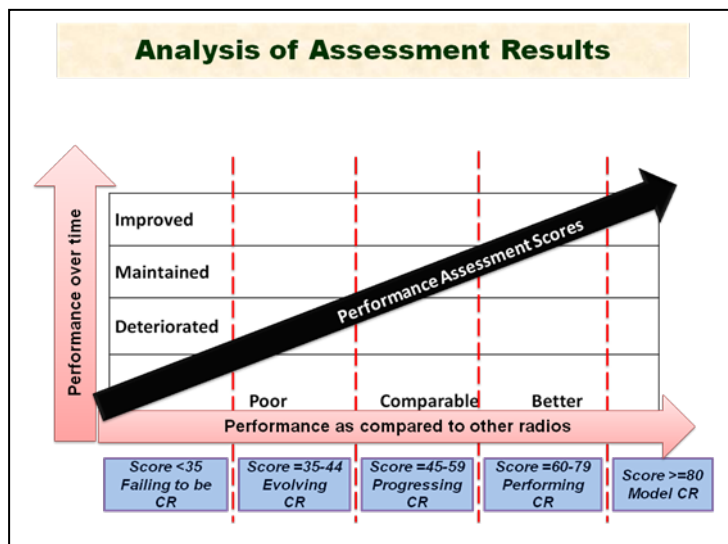 Analysis of Assessment Results
Performance over time
Improved
Maintained
Deteriorated
Performance Assessment Scores
Poor Comparable Better
Performance as compared to other radios
Score <35
Failing to be
CR
Score =35-44
Evolving
CR
Score =45-59
Progressing
CR
Score =60-79
Performing
CR
Score >=80
Model CR